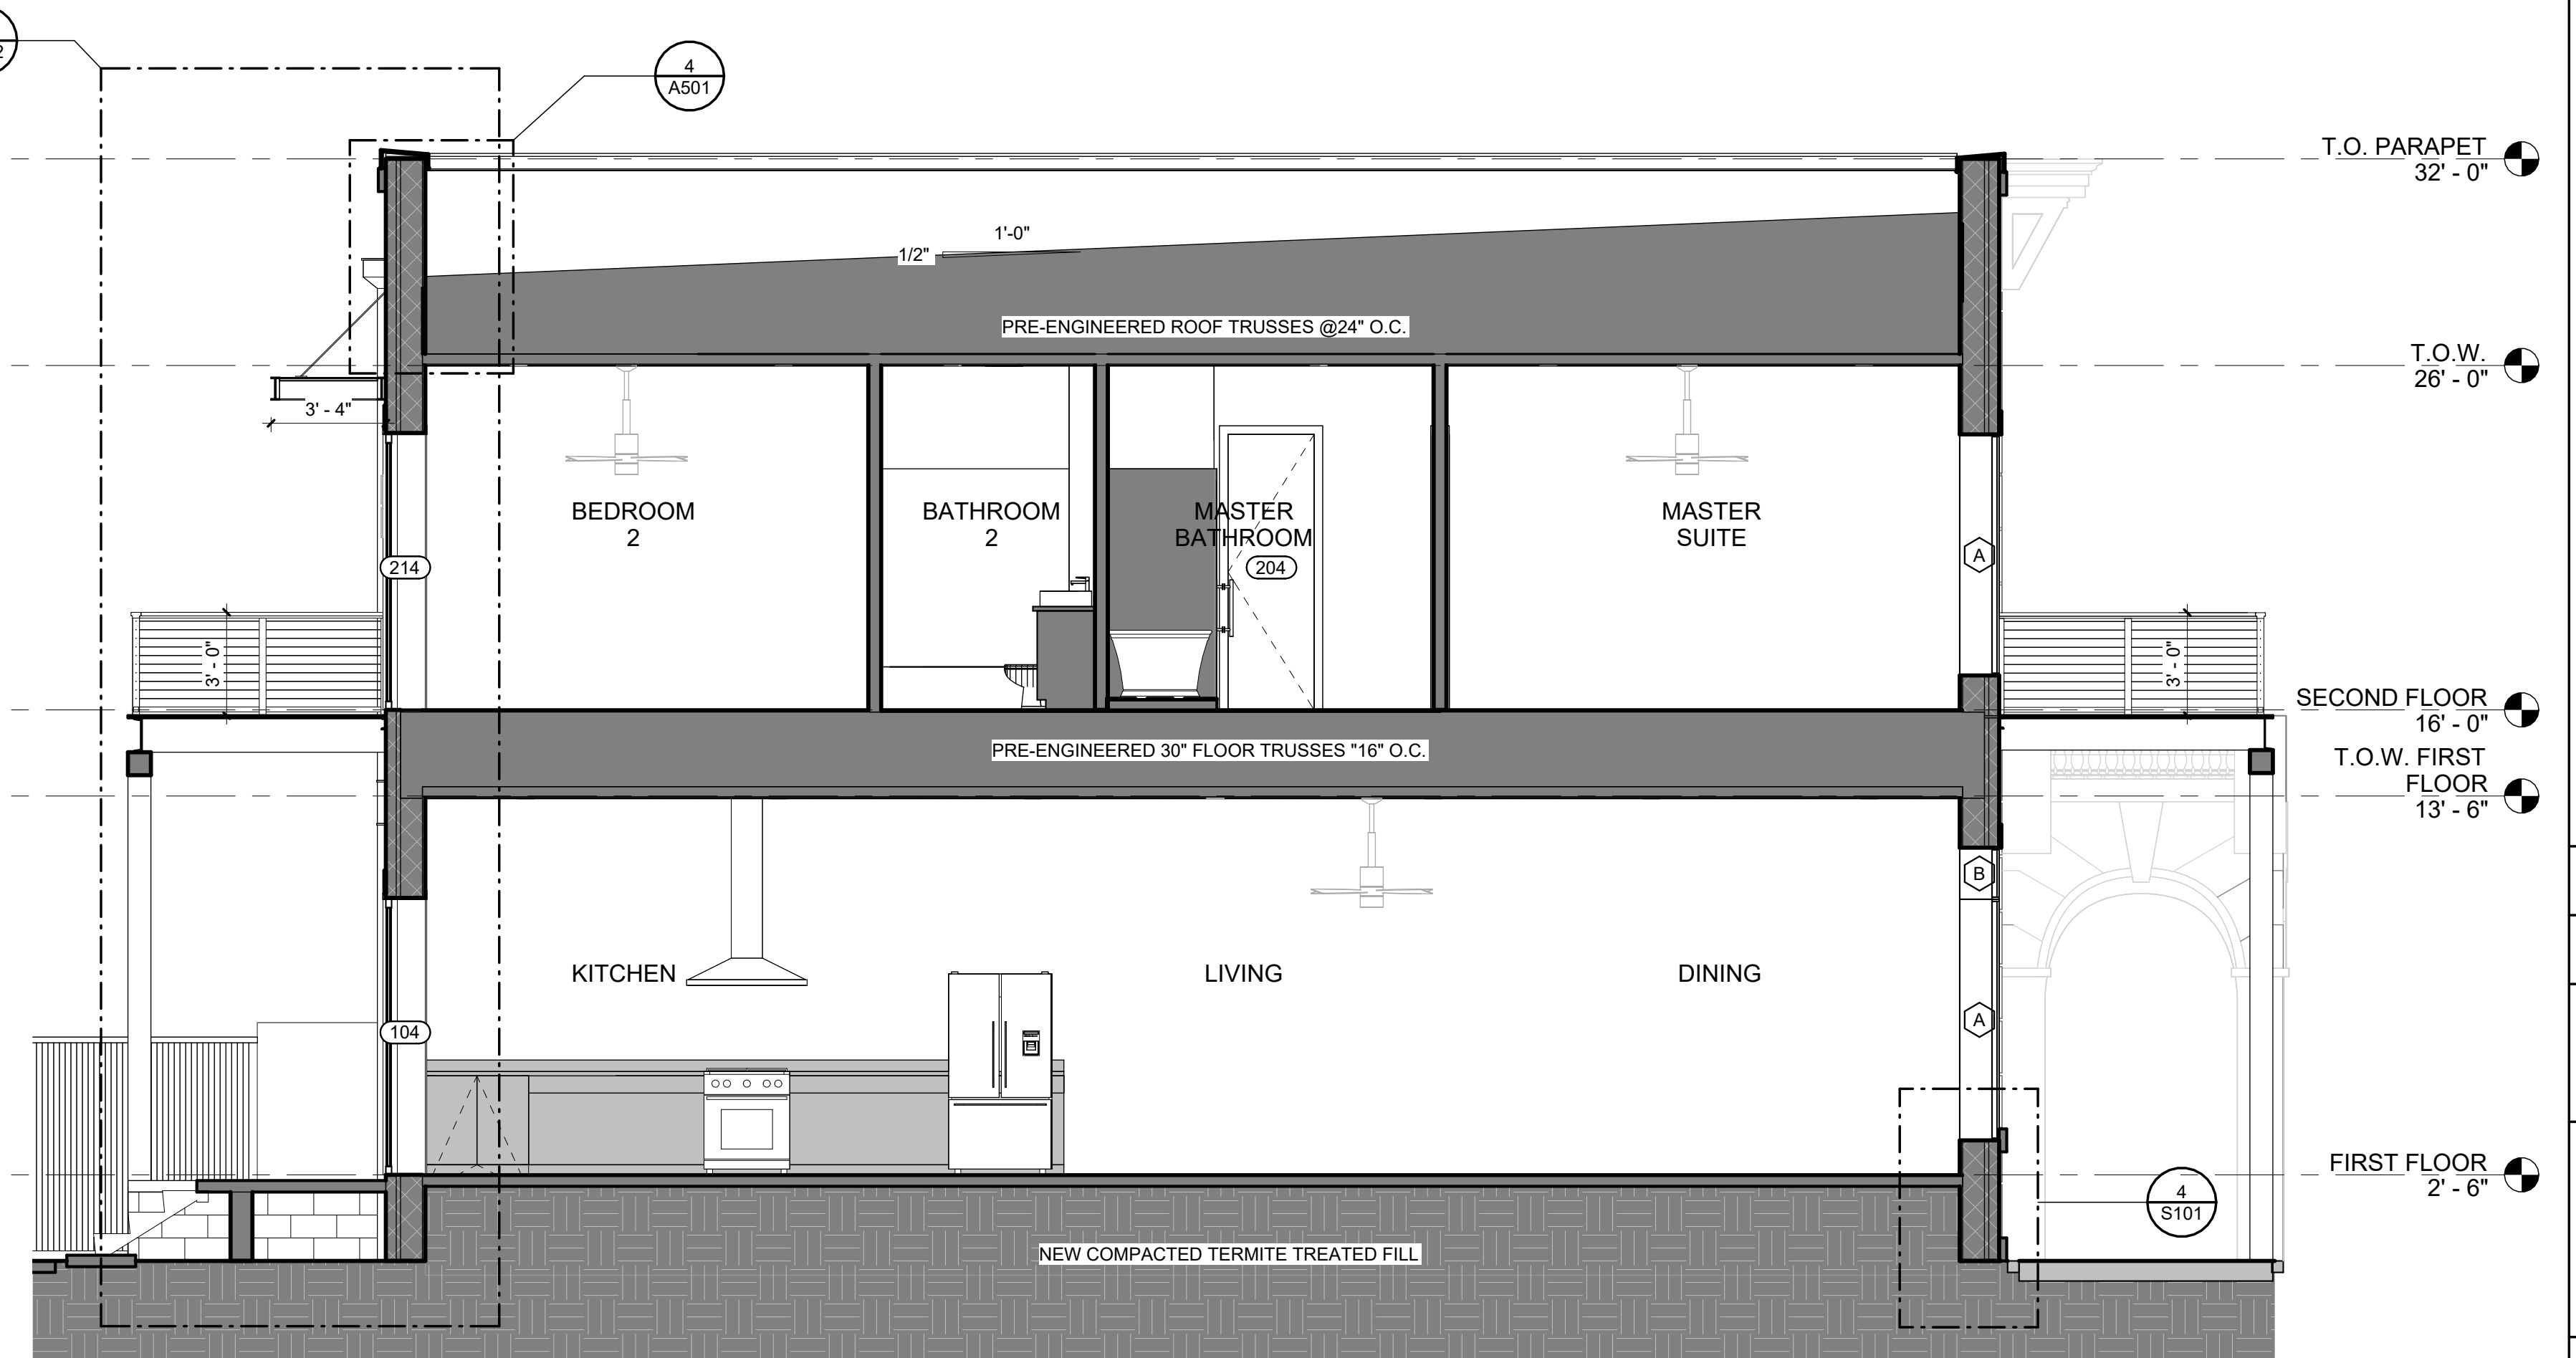 4
A501
T.O. PARAPET
32' - 0"
1'-0"
1/2"
PRE-ENGINEERED ROOF TRUSSES @24" O.C.
T.O.W.
26' - 0"
3' - 4"
BEDROOM
2
BATHROOM
2
MASTER
BATHROOM
MASTER
SUITE
214
204
A
3' - 0"
3' - 0"
SECOND FLOOR
16' - 0"
PRE-ENGINEERED 30" FLOOR TRUSSES "16" O.C.
T.O.W. FIRST
FLOOR
13' - 6"
B
KITCHEN
LIVING
DINING
104
A
FIRST FLOOR
2' - 6"
4
S101
NEW COMPACTED TERMITE TREATED FILL